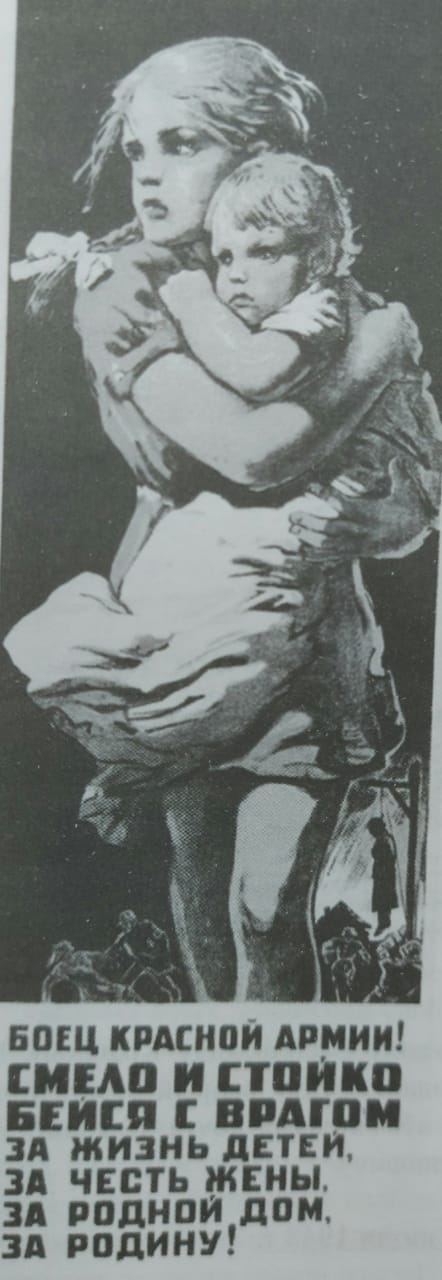 БОЕЦ КРАСНОЙ АРМИИ!
СМЕЛО И СТОЙКО
БЕЙСЯ С ВРАГОМ
ЗА ЖИЗНЬ ДЕТЕЙ,
ЗА ЧЕСТЬ ЖЕНЫ,
ЗА РОДНОЙ ДОМ,
ЗА РОДИНУ!